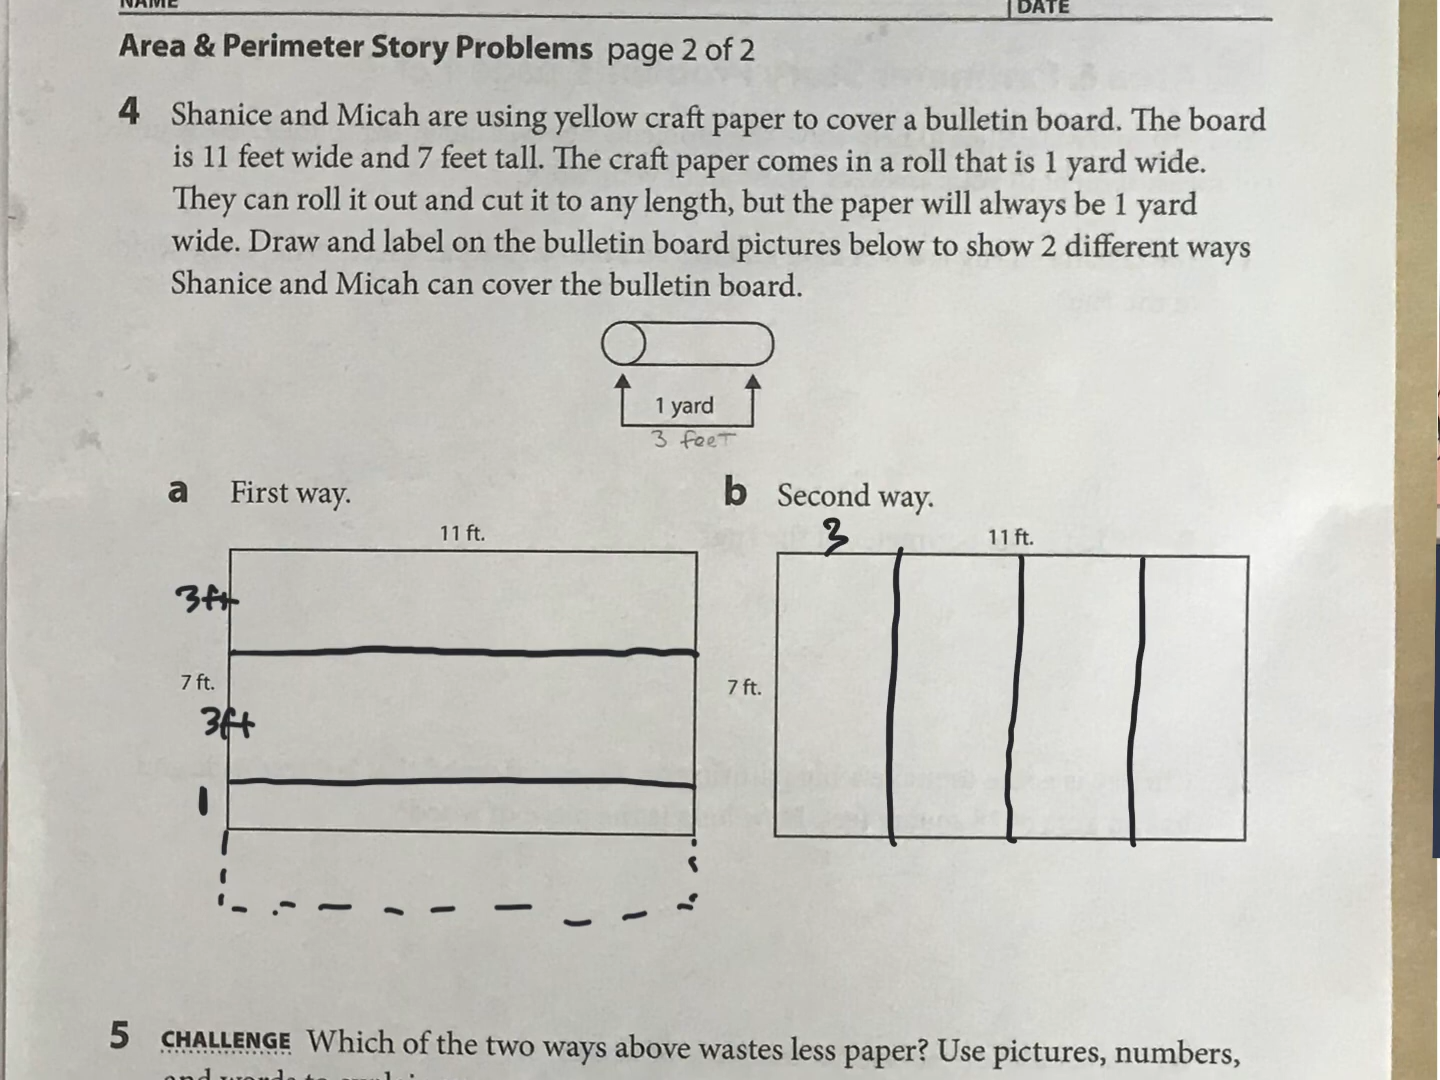 NAME
DATE
Area & Perimeter Story Problems page 2 of 2
4 Shanice and Micah are using yellow craft paper to cover a bulletin board. The board
is 11 feet wide and 7 feet tall. The craft paper comes in a roll that is 1 yard wide.
They can roll it out and cut it to any length, but the paper will always be 1 yard
wide. Draw and label on the bulletin board pictures below to show 2 different ways
Shanice and Micah can cover the bulletin board.
1 yard
3 feet
a First way.
11 ft.
3ft
7 ft.
3ft
1
b Second way.
3
11 ft.
7 ft.
5 CHALLENGE Which of the two ways above wastes less paper? Use pictures, numbers,
and words to